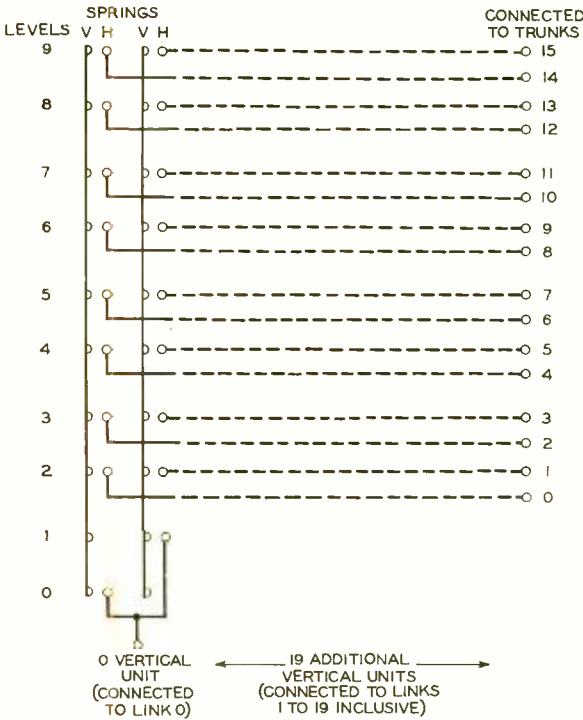 SPRINGS
CONNECTED
TO TRUNKS
LEVELS V H V H
9 15
14
8 13
12
7 11
10
6 9
8
5 7
6
4 5
4
3 3
2
2 1
0
1
0
0 VERTICAL
UNIT
(CONNECTED
TO LINK 0)
19 ADDITIONAL
VERTICAL UNITS
(CONNECTED TO LINKS
1 TO 19 INCLUSIVE)